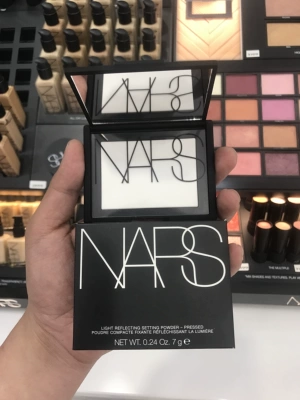 NARS
NARS
NARS
LIGHT REFLECTING SETTING POWDER - PRESSED
POUDRE COMPACTE FIXANTE RÉFLÉCHISSANT LA LUMIÈRE
NET WT. 0.24 Oz. 7 g ℮